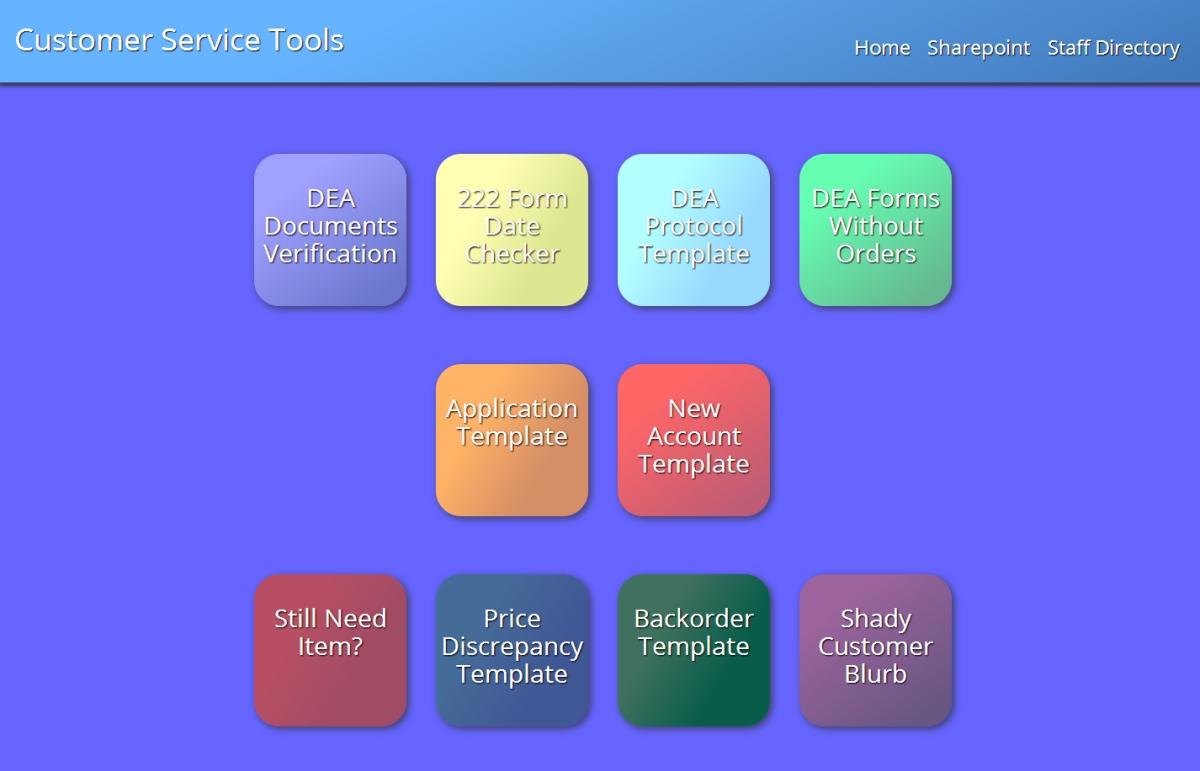 Customer Service Tools
Home Sharepoint Staff Directory
DEA
Documents
Verification
222 Form
Date
Checker
DEA
Protocol
Template
DEA Forms
Without
Orders
Application
Template
New
Account
Template
Still Need
Item?
Price
Discrepancy
Template
Backorder
Template
Shady
Customer
Blurb